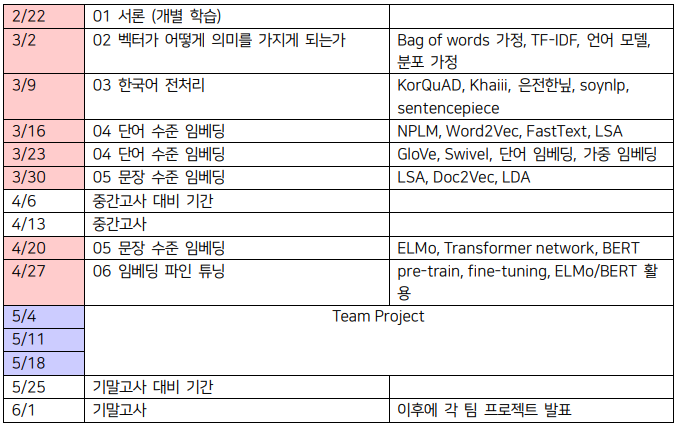 2/22 01 서론 (개별 학습)
3/2 02 벡터가 어떻게 의미를 가지게 되는가 Bag of words 가정, TF-IDF, 언어 모델,
분포 가정
3/9 03 한국어 전처리 KorQuAD, Khaiii, 은전한닢, soynlp,
sentencepiece
3/16 04 단어 수준 임베딩 NPLM, Word2Vec, FastText, LSA
3/23 04 단어 수준 임베딩 GloVe, Swivel, 단어 임베딩, 가중 임베딩
3/30 05 문장 수준 임베딩 LSA, Doc2Vec, LDA
4/6 중간고사 대비 기간
4/13 중간고사
4/20 05 문장 수준 임베딩 ELMo, Transformer network, BERT
4/27 06 임베딩 파인 튜닝 pre-train, fine-tuning, ELMo/BERT 활
용
5/4 Team Project
5/11
5/18
5/25 기말고사 대비 기간
6/1 기말고사 이후에 각 팀 프로젝트 발표